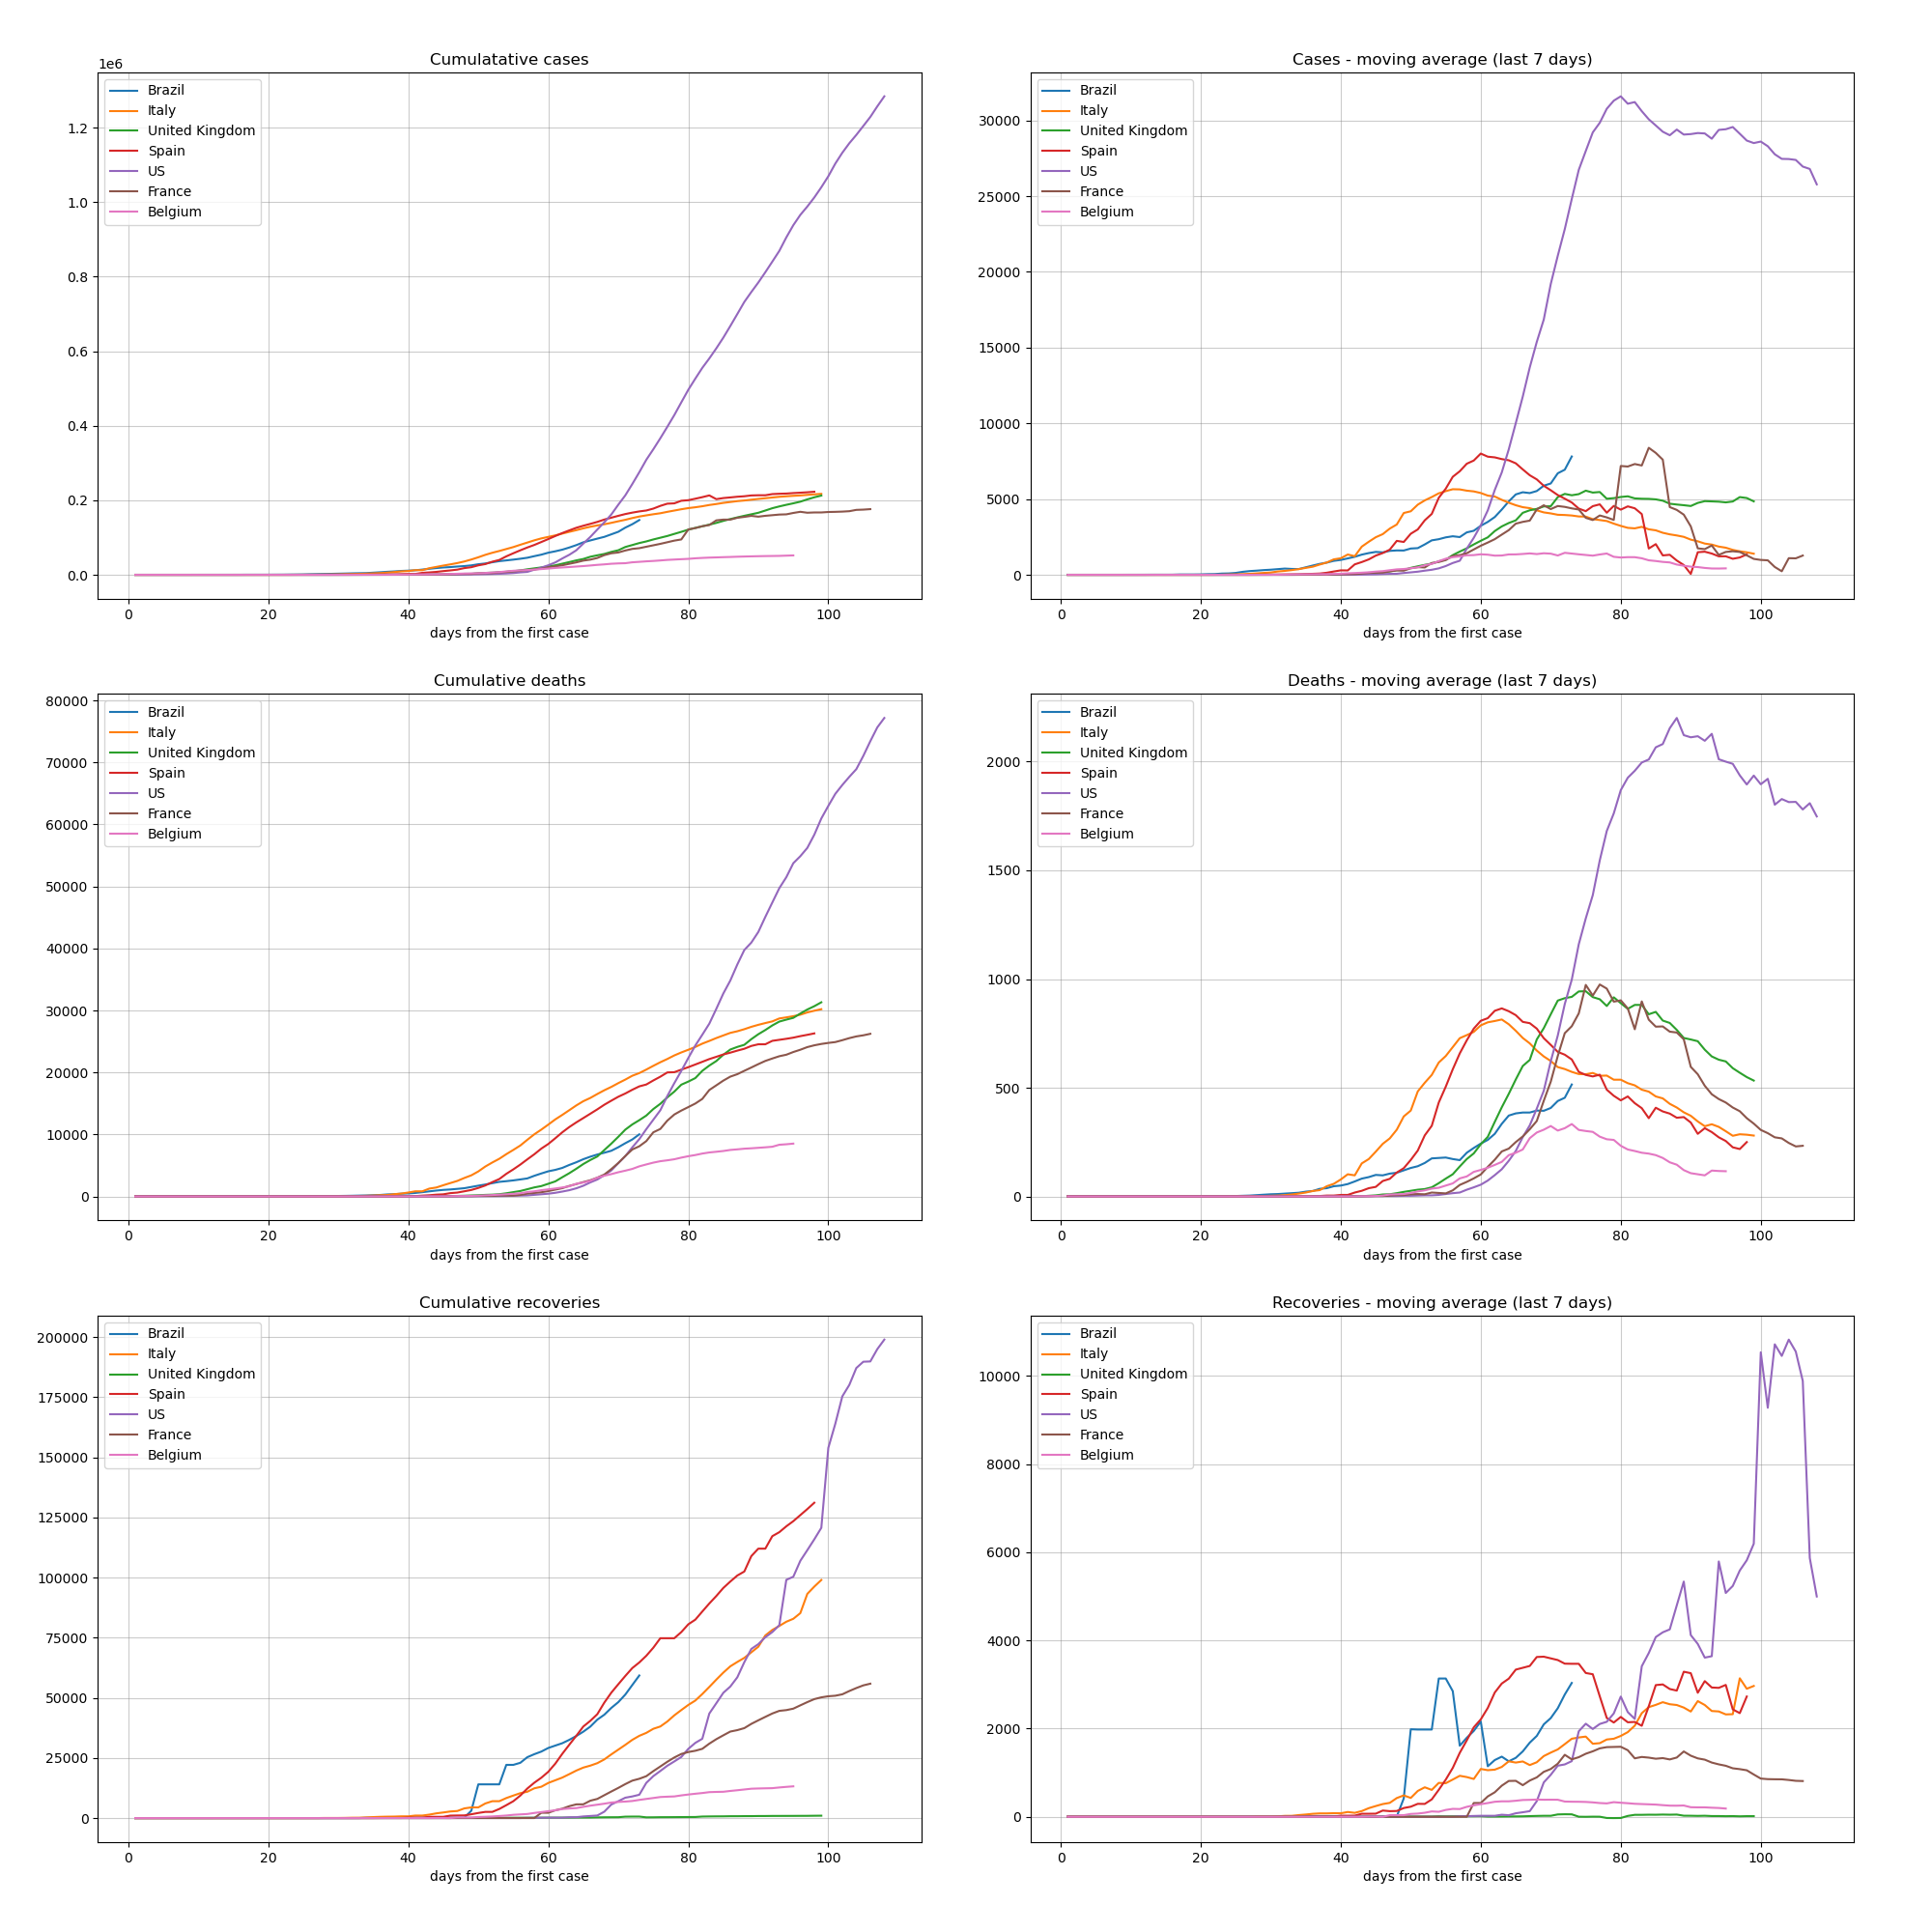 Cumulatative cases
1e6
Brazil
Italy
United Kingdom
Spain
US
France
Belgium
1.2
1.0
0.8
0.6
0.4
0.2
0.0
0 20 40 60 80 100
days from the first case
Cases - moving average (last 7 days)
Brazil
Italy
United Kingdom
Spain
US
France
Belgium
30000
25000
20000
15000
10000
5000
0
0 20 40 60 80 100
days from the first case
Cumulative deaths
Brazil
Italy
United Kingdom
Spain
US
France
Belgium
80000
70000
60000
50000
40000
30000
20000
10000
0
0 20 40 60 80 100
days from the first case
Deaths - moving average (last 7 days)
Brazil
Italy
United Kingdom
Spain
US
France
Belgium
2000
1500
1000
500
0
0 20 40 60 80 100
days from the first case
Cumulative recoveries
Brazil
Italy
United Kingdom
Spain
US
France
Belgium
200000
175000
150000
125000
100000
75000
50000
25000
0
0 20 40 60 80 100
days from the first case
Recoveries - moving average (last 7 days)
Brazil
Italy
United Kingdom
Spain
US
France
Belgium
10000
8000
6000
4000
2000
0
0 20 40 60 80 100
days from the first case